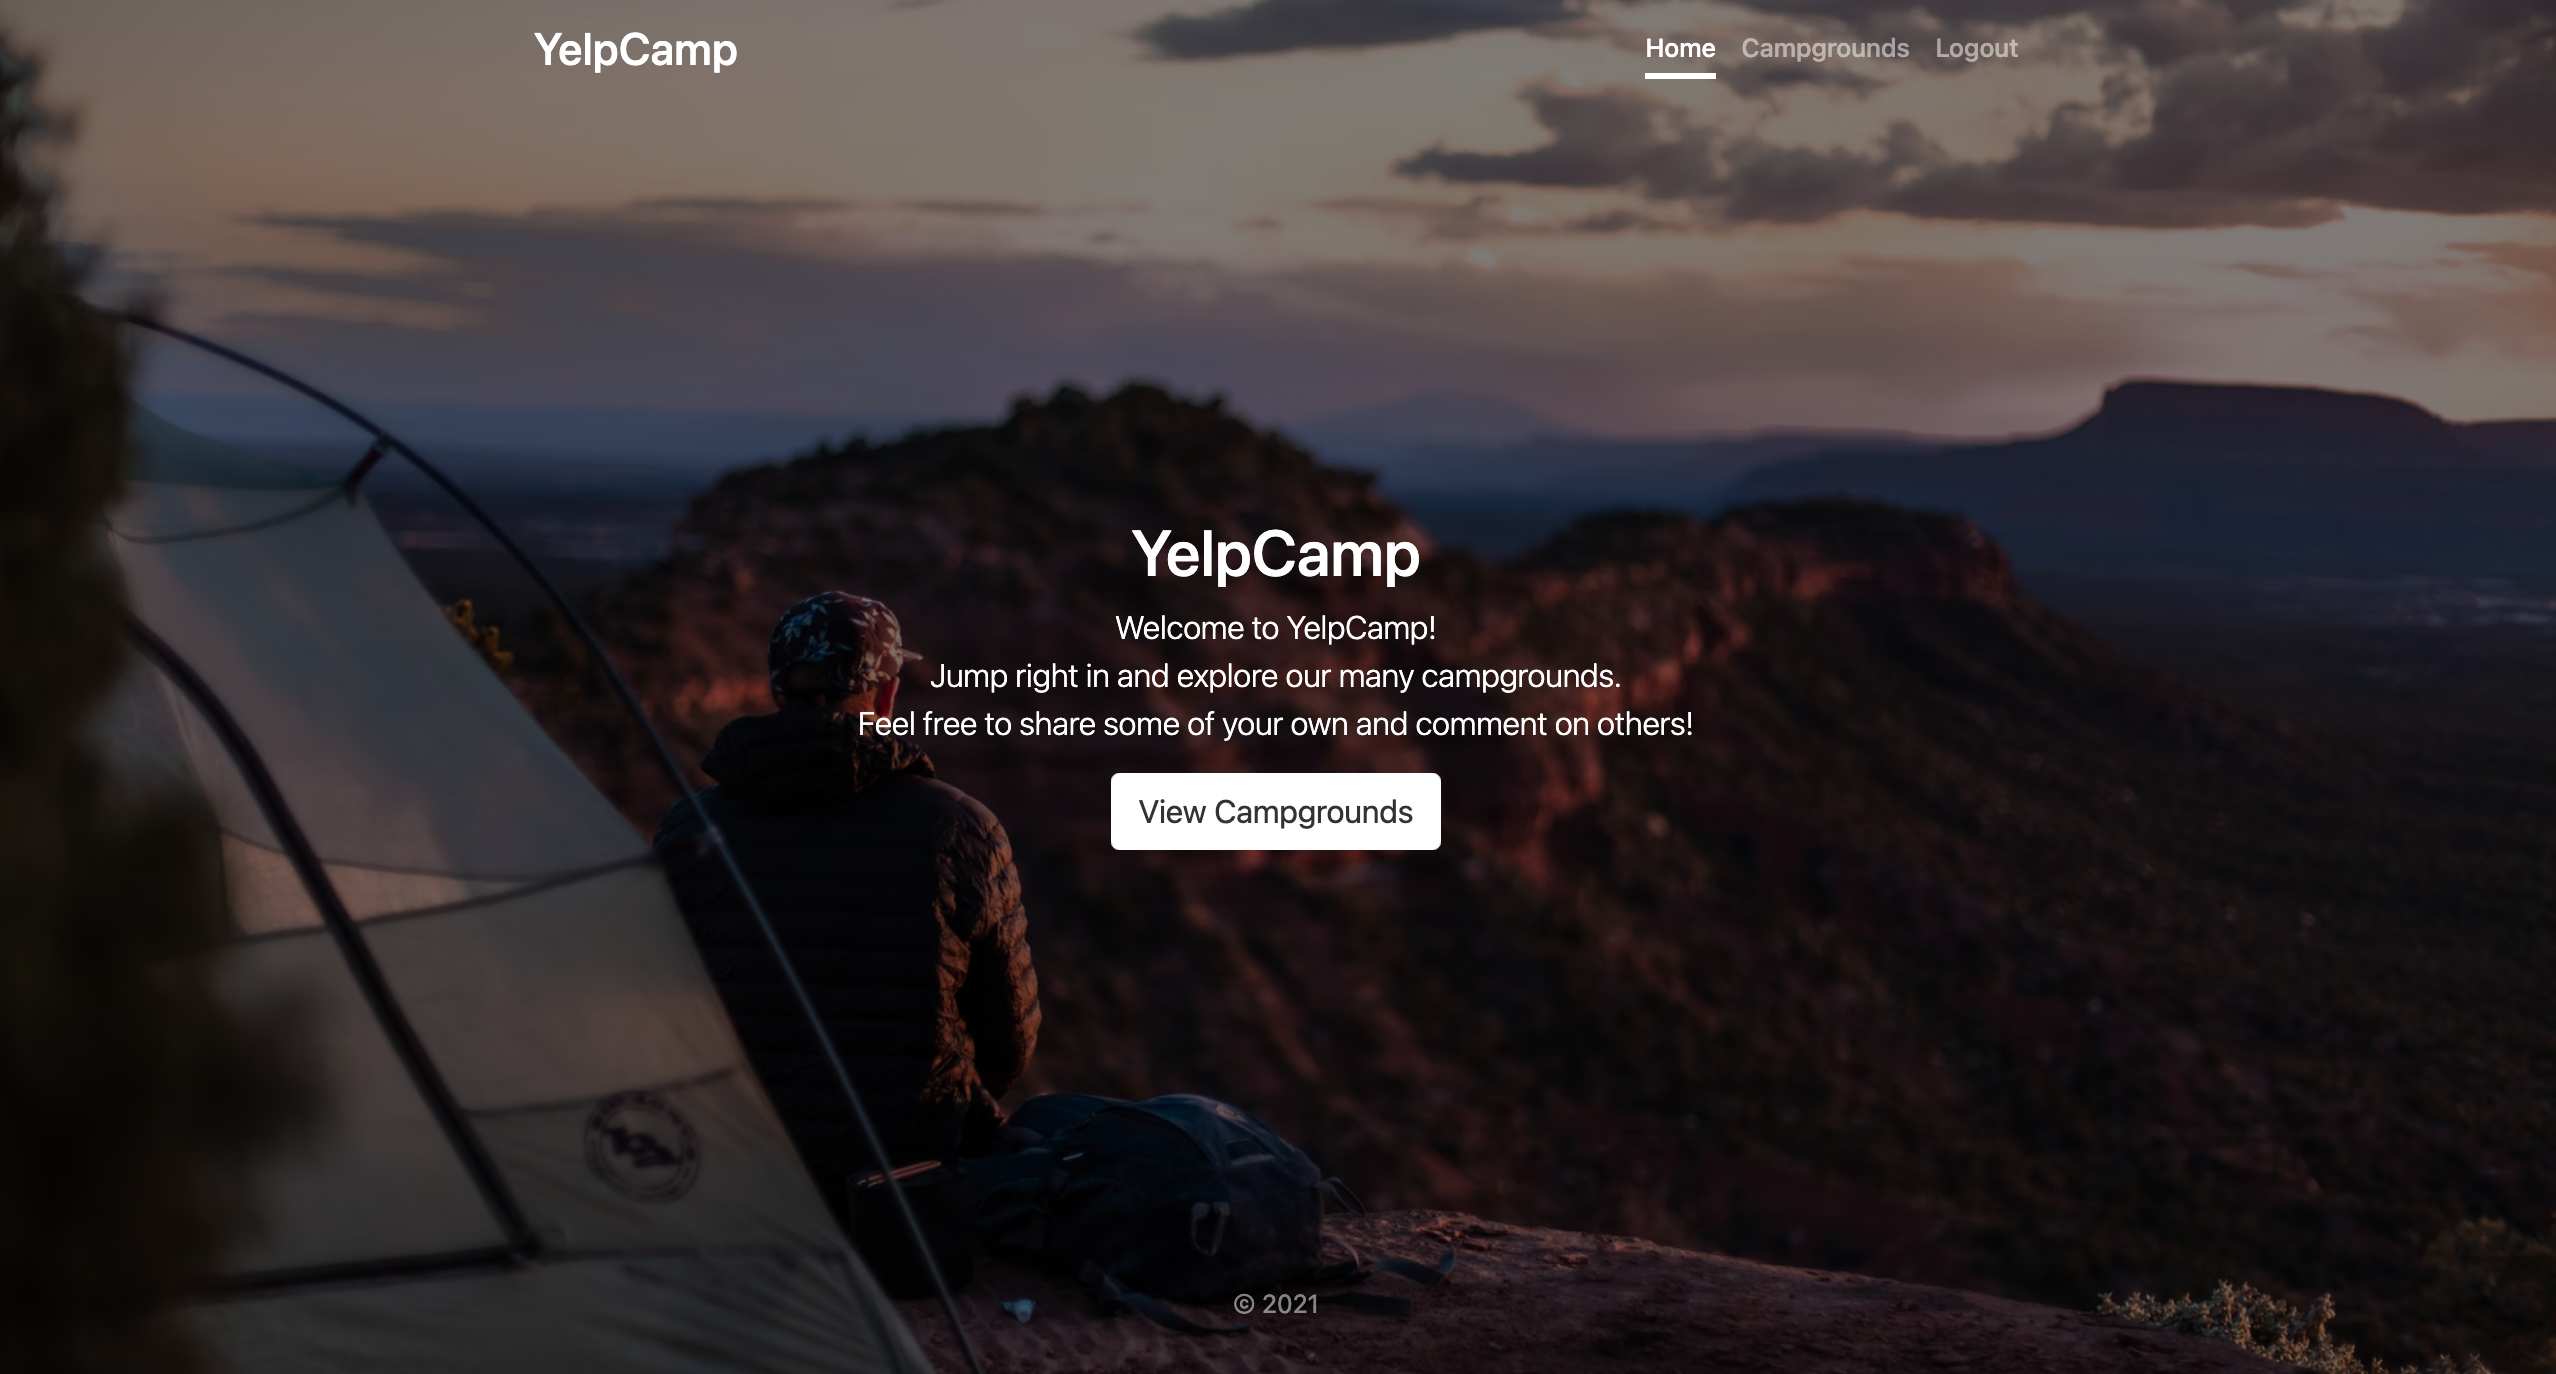 YelpCamp
Home Campgrounds Logout
YelpCamp
Welcome to YelpCamp!
Jump right in and explore our many campgrounds.
Feel free to share some of your own and comment on others!
View Campgrounds
© 2021